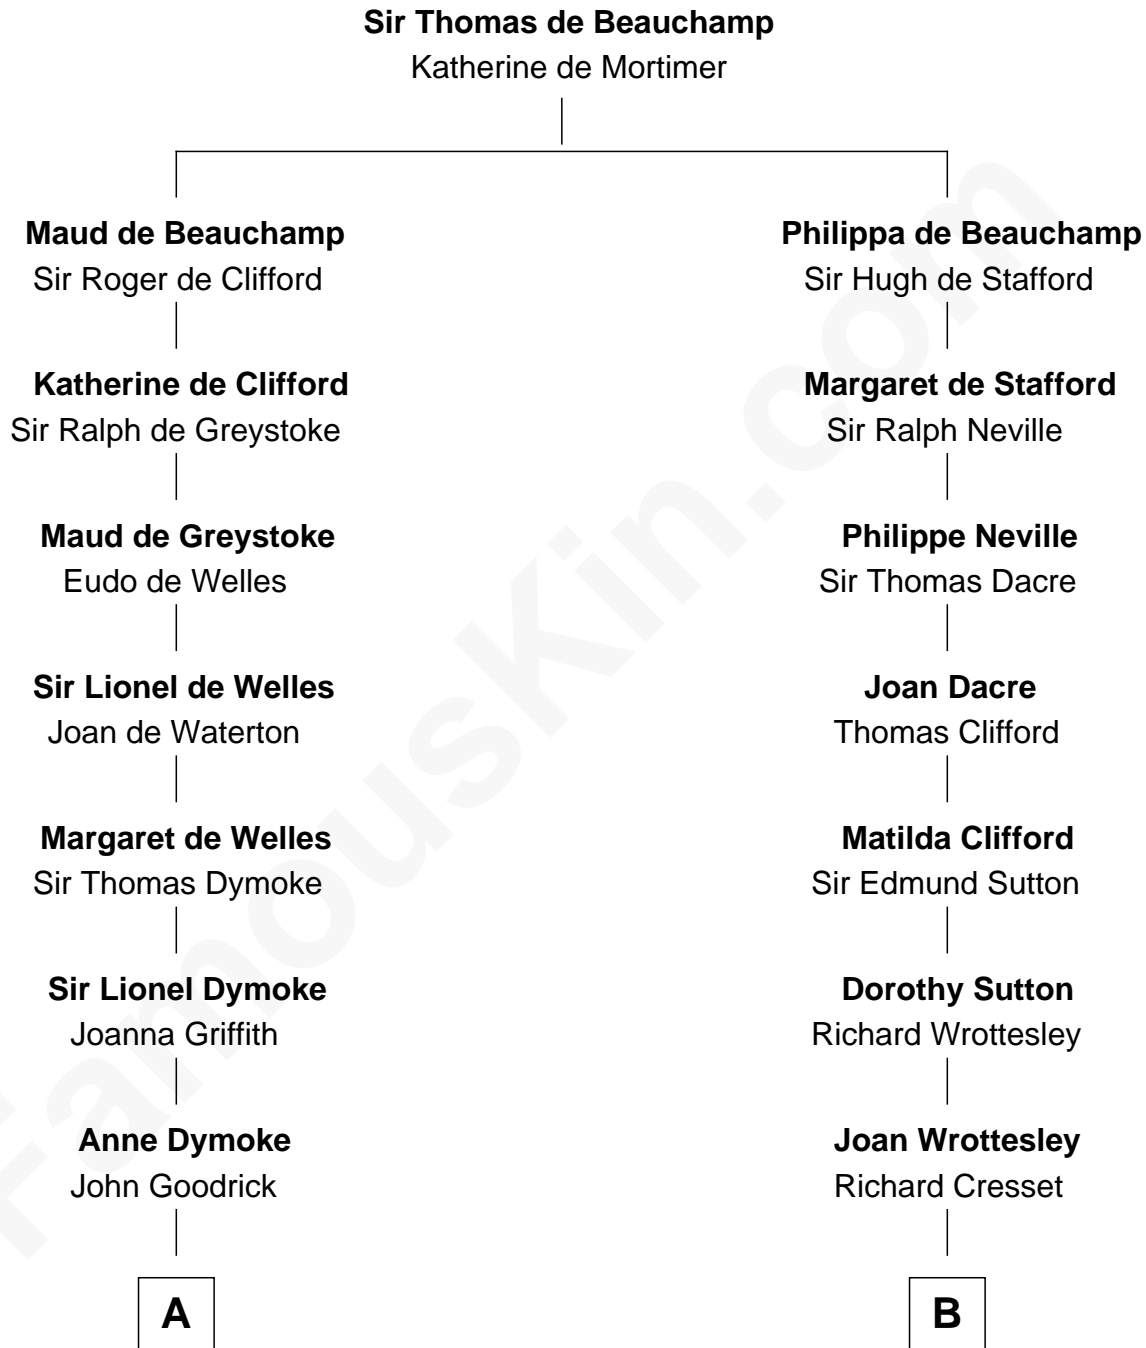 Sir Thomas de Beauchamp
Katherine de Mortimer
Maud de Beauchamp
Sir Roger de Clifford
Katherine de Clifford
Sir Ralph de Greystoke
Maud de Greystoke
Eudo de Welles
Sir Lionel de Welles
Joan de Waterton
Margaret de Welles
Sir Thomas Dymoke
Sir Lionel Dymoke
Joanna Griffith
Anne Dymoke
John Goodrick
A
Philippa de Beauchamp
Sir Hugh de Stafford
Margaret de Stafford
Sir Ralph Neville
Philippe Neville
Sir Thomas Dacre
Joan Dacre
Thomas Clifford
Matilda Clifford
Sir Edmund Sutton
Dorothy Sutton
Richard Wrottesley
Joan Wrottesley
Richard Cresset
B
FamousKin.com